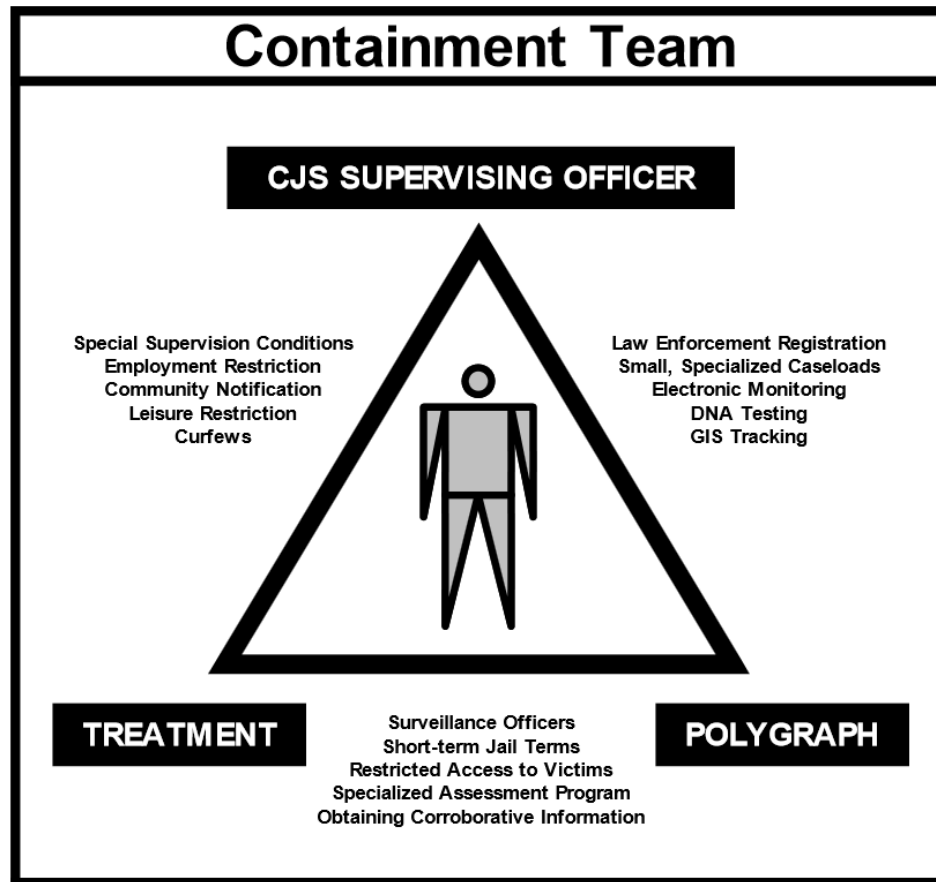 Containment Team
CJS SUPERVISING OFFICER
Special Supervision Conditions
Employment Restriction
Community Notification
Leisure Restriction
Curfews
Law Enforcement Registration
Small, Specialized Caseloads
Electronic Monitoring
DNA Testing
GIS Tracking
TREATMENT
Surveillance Officers
Short-term Jail Terms
Restricted Access to Victims
Specialized Assessment Program
Obtaining Corroborative Information
POLYGRAPH